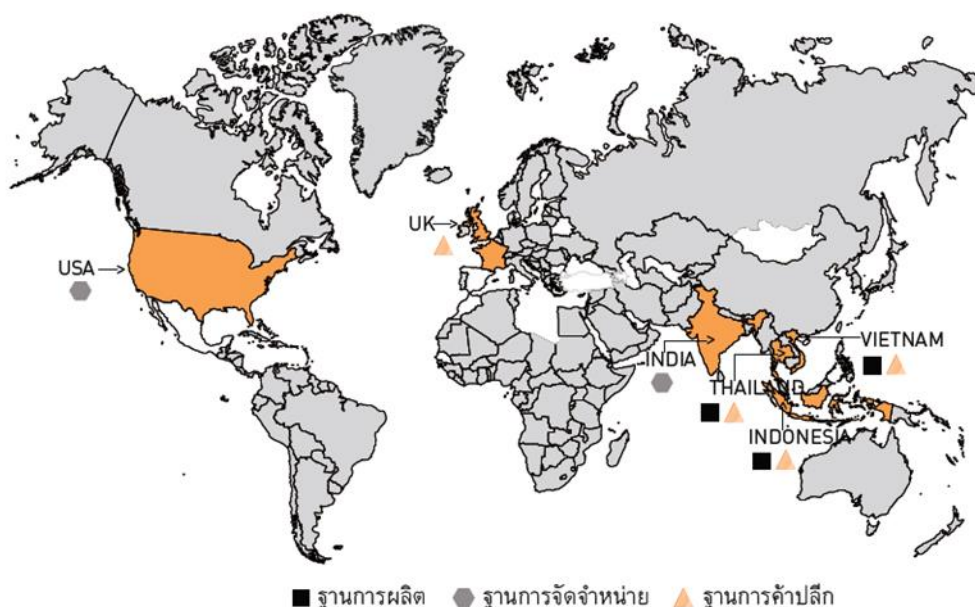 UK
USA
VIETNAM
INDIA
THAILAND
INDONESIA
ฐานการผลิต ฐานการจัดจำหน่าย ฐานการค้าปลีก